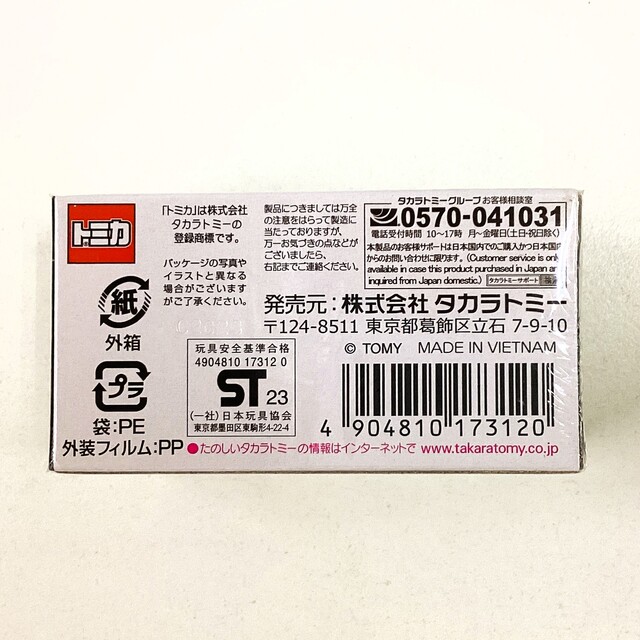 トミカ
「トミカ」は株式会社
タカラトミーの
登録商標です。
パッケージの写真や
イラストと異なる
場合がございます
がご了承ください。
製品につきましては万全
の注意をはらって製造に
当たっておりますが、
万一お気づきの点などが
ございましたら、
右記までご連絡ください。
タカラトミーグループ お客様相談室
0570-041031
電話受付時間 10～17時 月～金曜日(土日・祝日除く)
本製品のお客様サポートは日本国内でのご購入かつ日本国
からのお問い合わせに限ります。(Customer service is only
available in case this product purchased in Japan an
inquired from Japan domestic.) タカラトミーサポート
発売元：株式会社 タカラトミー
〒124-8511 東京都葛飾区立石 7-9-10
© TOMY MADE IN VIETNAM
紙
外箱
プラ
袋:PE
外装フィルム:PP
玩具安全基準合格
4904810 17312 0
ST 23
(一社)日本玩具協会
東京都墨田区東駒形4-22-4
4 904810 173120
●たのしいタカラトミーの情報はインターネットで www.takaratomy.co.jp